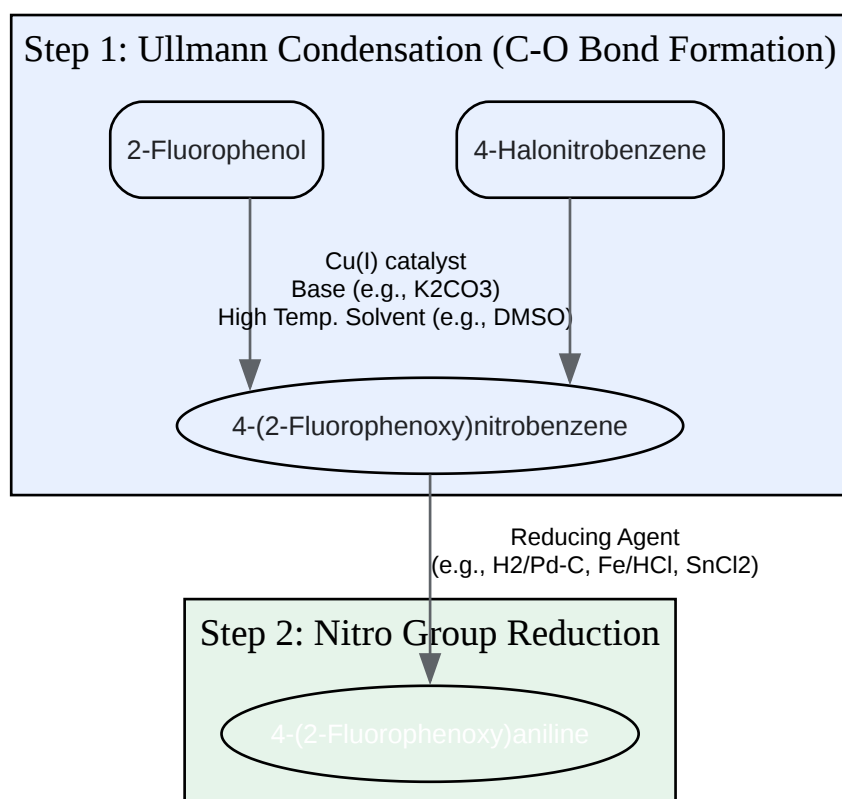 Step 1: Ullmann Condensation (C-O Bond Formation)
2-Fluorophenol
4-Halonitrobenzene
Cu(I) catalyst
Base (e.g., K2CO3)
High Temp. Solvent (e.g., DMSO)
4-(2-Fluorophenoxy)nitrobenzene
Reducing Agent
(e.g., H2/Pd-C, Fe/HCl, SnCl2)
Step 2: Nitro Group Reduction
4-(2-Fluorophenoxy)aniline